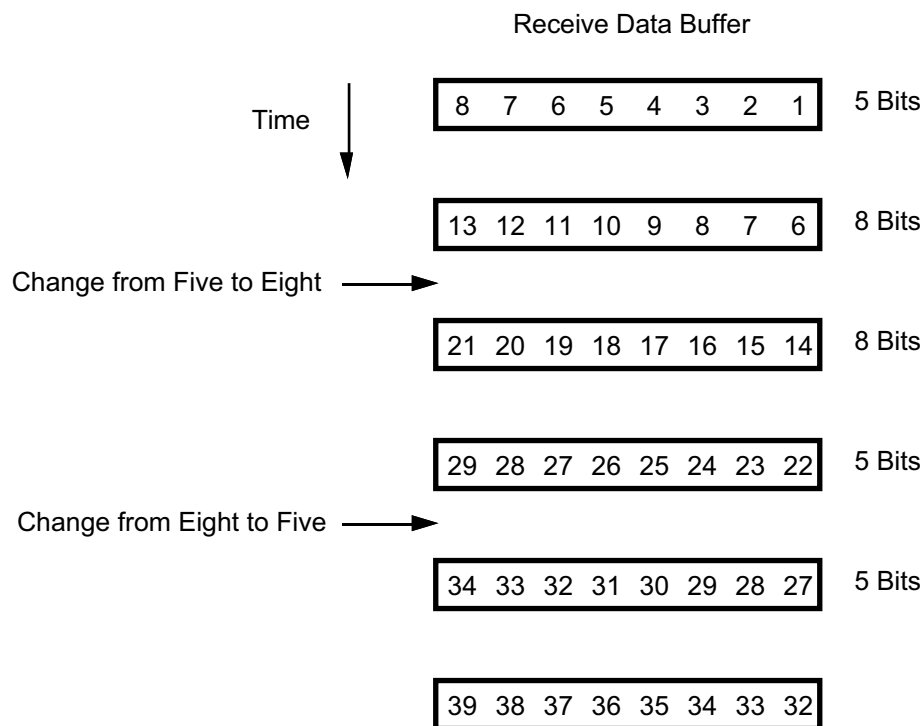 Receive Data Buffer
Time
8 7 6 5 4 3 2 1
5 Bits
13 12 11 10 9 8 7 6
8 Bits
Change from Five to Eight
21 20 19 18 17 16 15 14
8 Bits
29 28 27 26 25 24 23 22
5 Bits
Change from Eight to Five
34 33 32 31 30 29 28 27
5 Bits
39 38 37 36 35 34 33 32